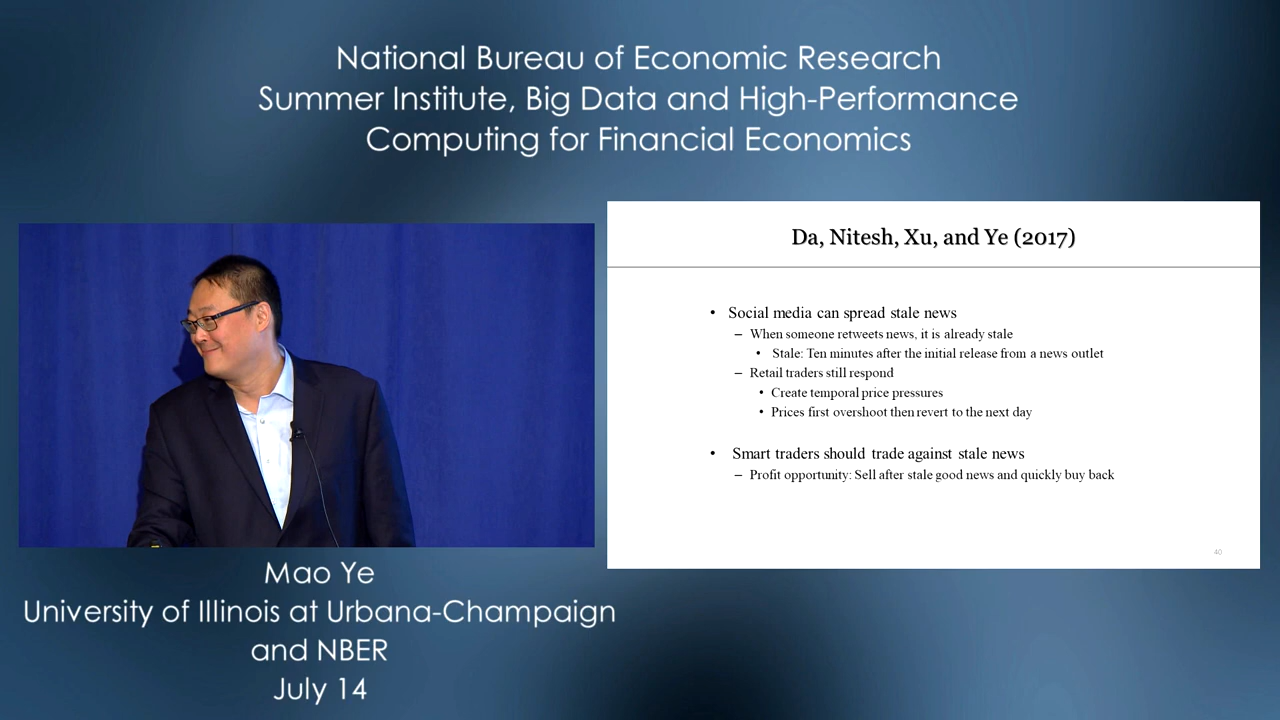 National Bureau of Economic Research
Summer Institute, Big Data and High-Performance
Computing for Financial Economics
Da, Nitesh, Xu, and Ye (2017)
• Social media can spread stale news
– When someone retweets news, it is already stale
• Stale: Ten minutes after the initial release from a news outlet
– Retail traders still respond
• Create temporal price pressures
• Prices first overshoot then revert to the next day
• Smart traders should trade against stale news
– Profit opportunity: Sell after stale good news and quickly buy back
40
Mao Ye
University of Illinois at Urbana-Champaign
and NBER
July 14